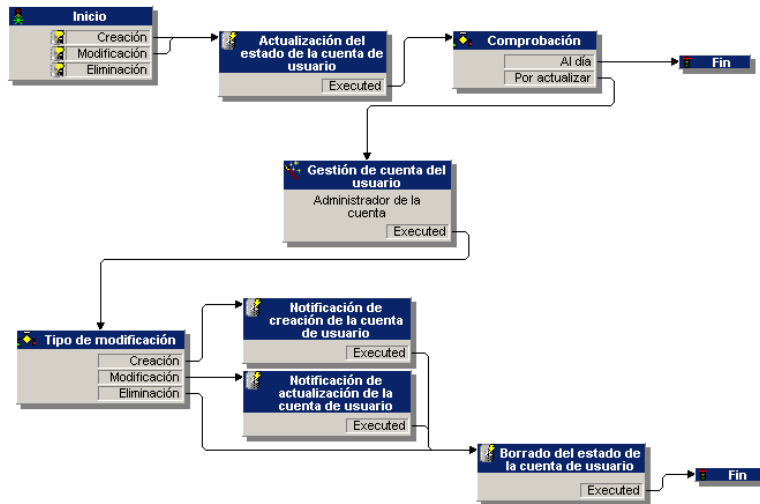 Inicio
Creación
Modificación
Eliminación
Actualización del
estado de la cuenta de
usuario
Executed
Comprobación
Al día
Por actualizar
Fin
Gestión de cuenta del
usuario
Administrador de la
cuenta
Executed
Tipo de modificación
Creación
Modificación
Eliminación
Notificación de
creación de la cuenta
de usuario
Executed
Notificación de
actualización de la
cuenta de usuario
Executed
Borrado del estado de
la cuenta de usuario
Executed
Fin